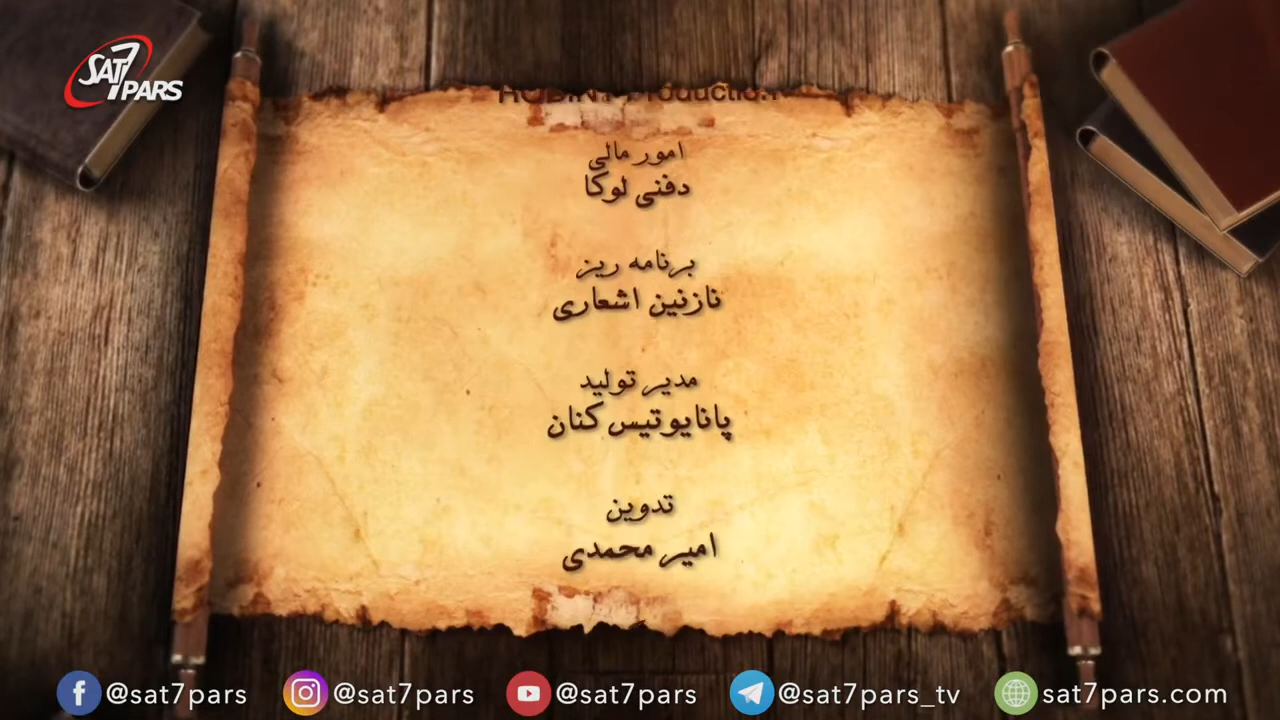 SAT7
PARS
Production
امور مالی
دفنی لوکا
برنامه ریز
نازنین اشعاری
مدیر تولید
پانایوتیس کنان
تدوین
امیر محمدی
@sat7pars
@sat7pars
@sat7pars
@sat7pars_tv
sat7pars.com